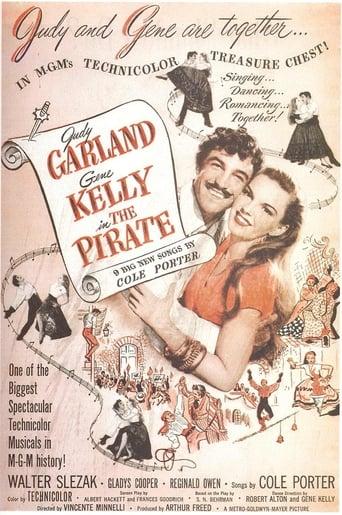 Judy and Gene are together...
IN M-G-M's TECHNICOLOR TREASURE CHEST!
Singing...
Dancing...
Romancing...
Together!
Judy
GARLAND
Gene
KELLY
in THE
PIRATE
9 BIG NEW SONGS BY
COLE PORTER
One of the
Biggest
Spectacular
Technicolor
Musicals in
M-G-M history!
WALTER SLEZAK • GLADYS COOPER • REGINALD OWEN • Songs by COLE PORTER
Color by TECHNICOLOR • Screen Play by ALBERT HACKETT and FRANCES GOODRICH • Based on the Play by S. N. BEHRMAN • Dance Direction by ROBERT ALTON and GENE KELLY
Directed by VINCENTE MINNELLI • Produced by ARTHUR FREED • A METRO-GOLDWYN-MAYER PICTURE